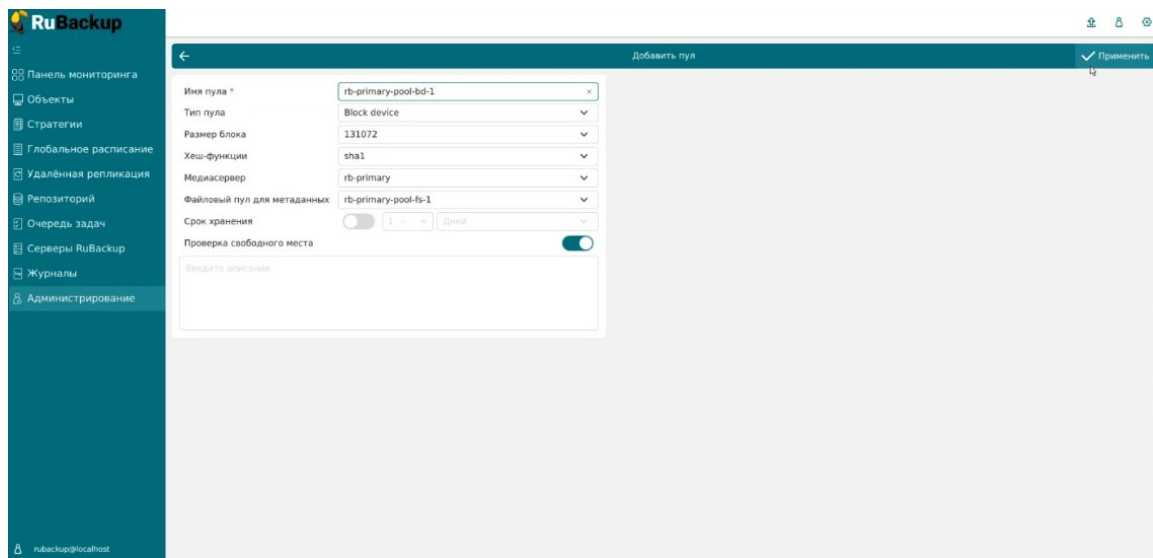 RuBackup
Панель мониторинга
Объекты
Стратегии
Глобальное расписание
Удалённая репликация
Репозиторий
Очередь задач
Серверы RuBackup
Журналы
Администрирование
rubackup@localhost
Добавить пул
Применить
Имя пула * rb-primary-pool-bd-1 ×
Тип пула Block device
Размер блока 131072
Хеш-функции sha1
Медиасервер rb-primary
Файловый пул для метаданных rb-primary-pool-fs-1
Срок хранения 1 - + Дней
Проверка свободного места
Введите описание